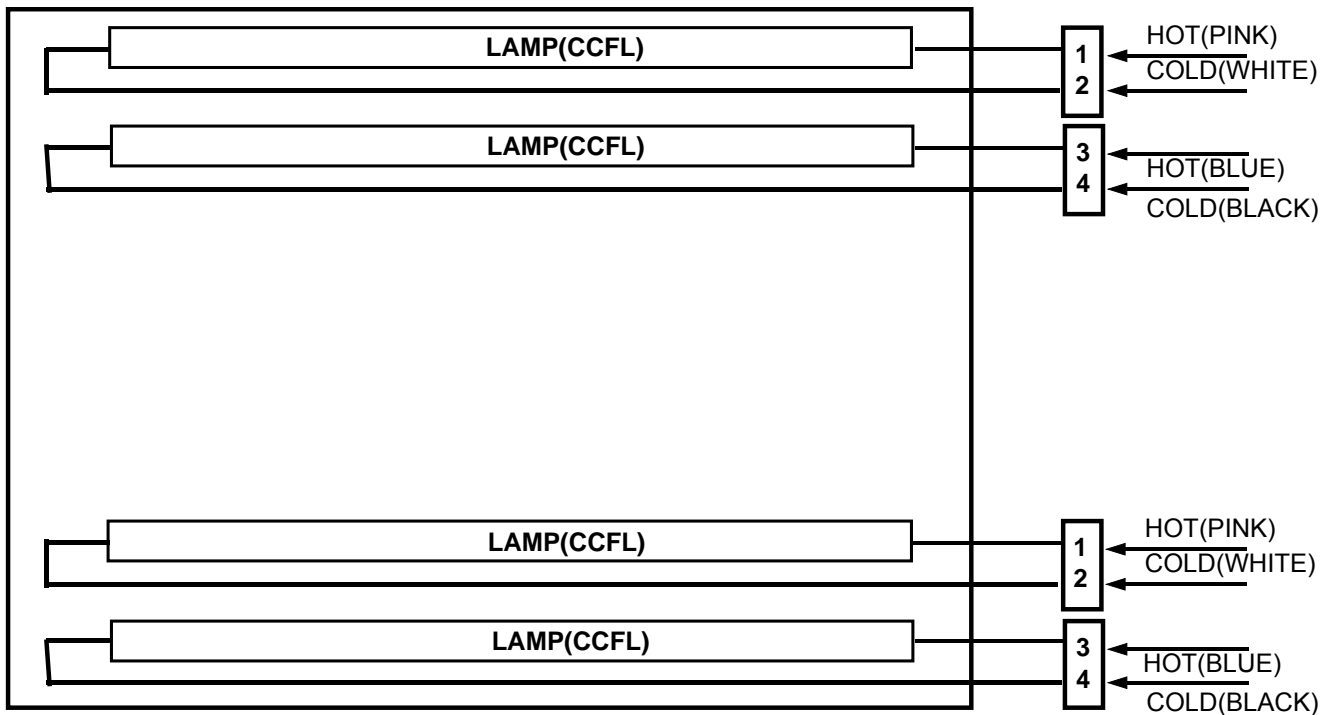 LAMP(CCFL)
1
HOT(PINK)
2
COLD(WHITE)
LAMP(CCFL)
3
HOT(BLUE)
4
COLD(BLACK)
LAMP(CCFL)
1
HOT(PINK)
2
COLD(WHITE)
LAMP(CCFL)
3
HOT(BLUE)
4
COLD(BLACK)